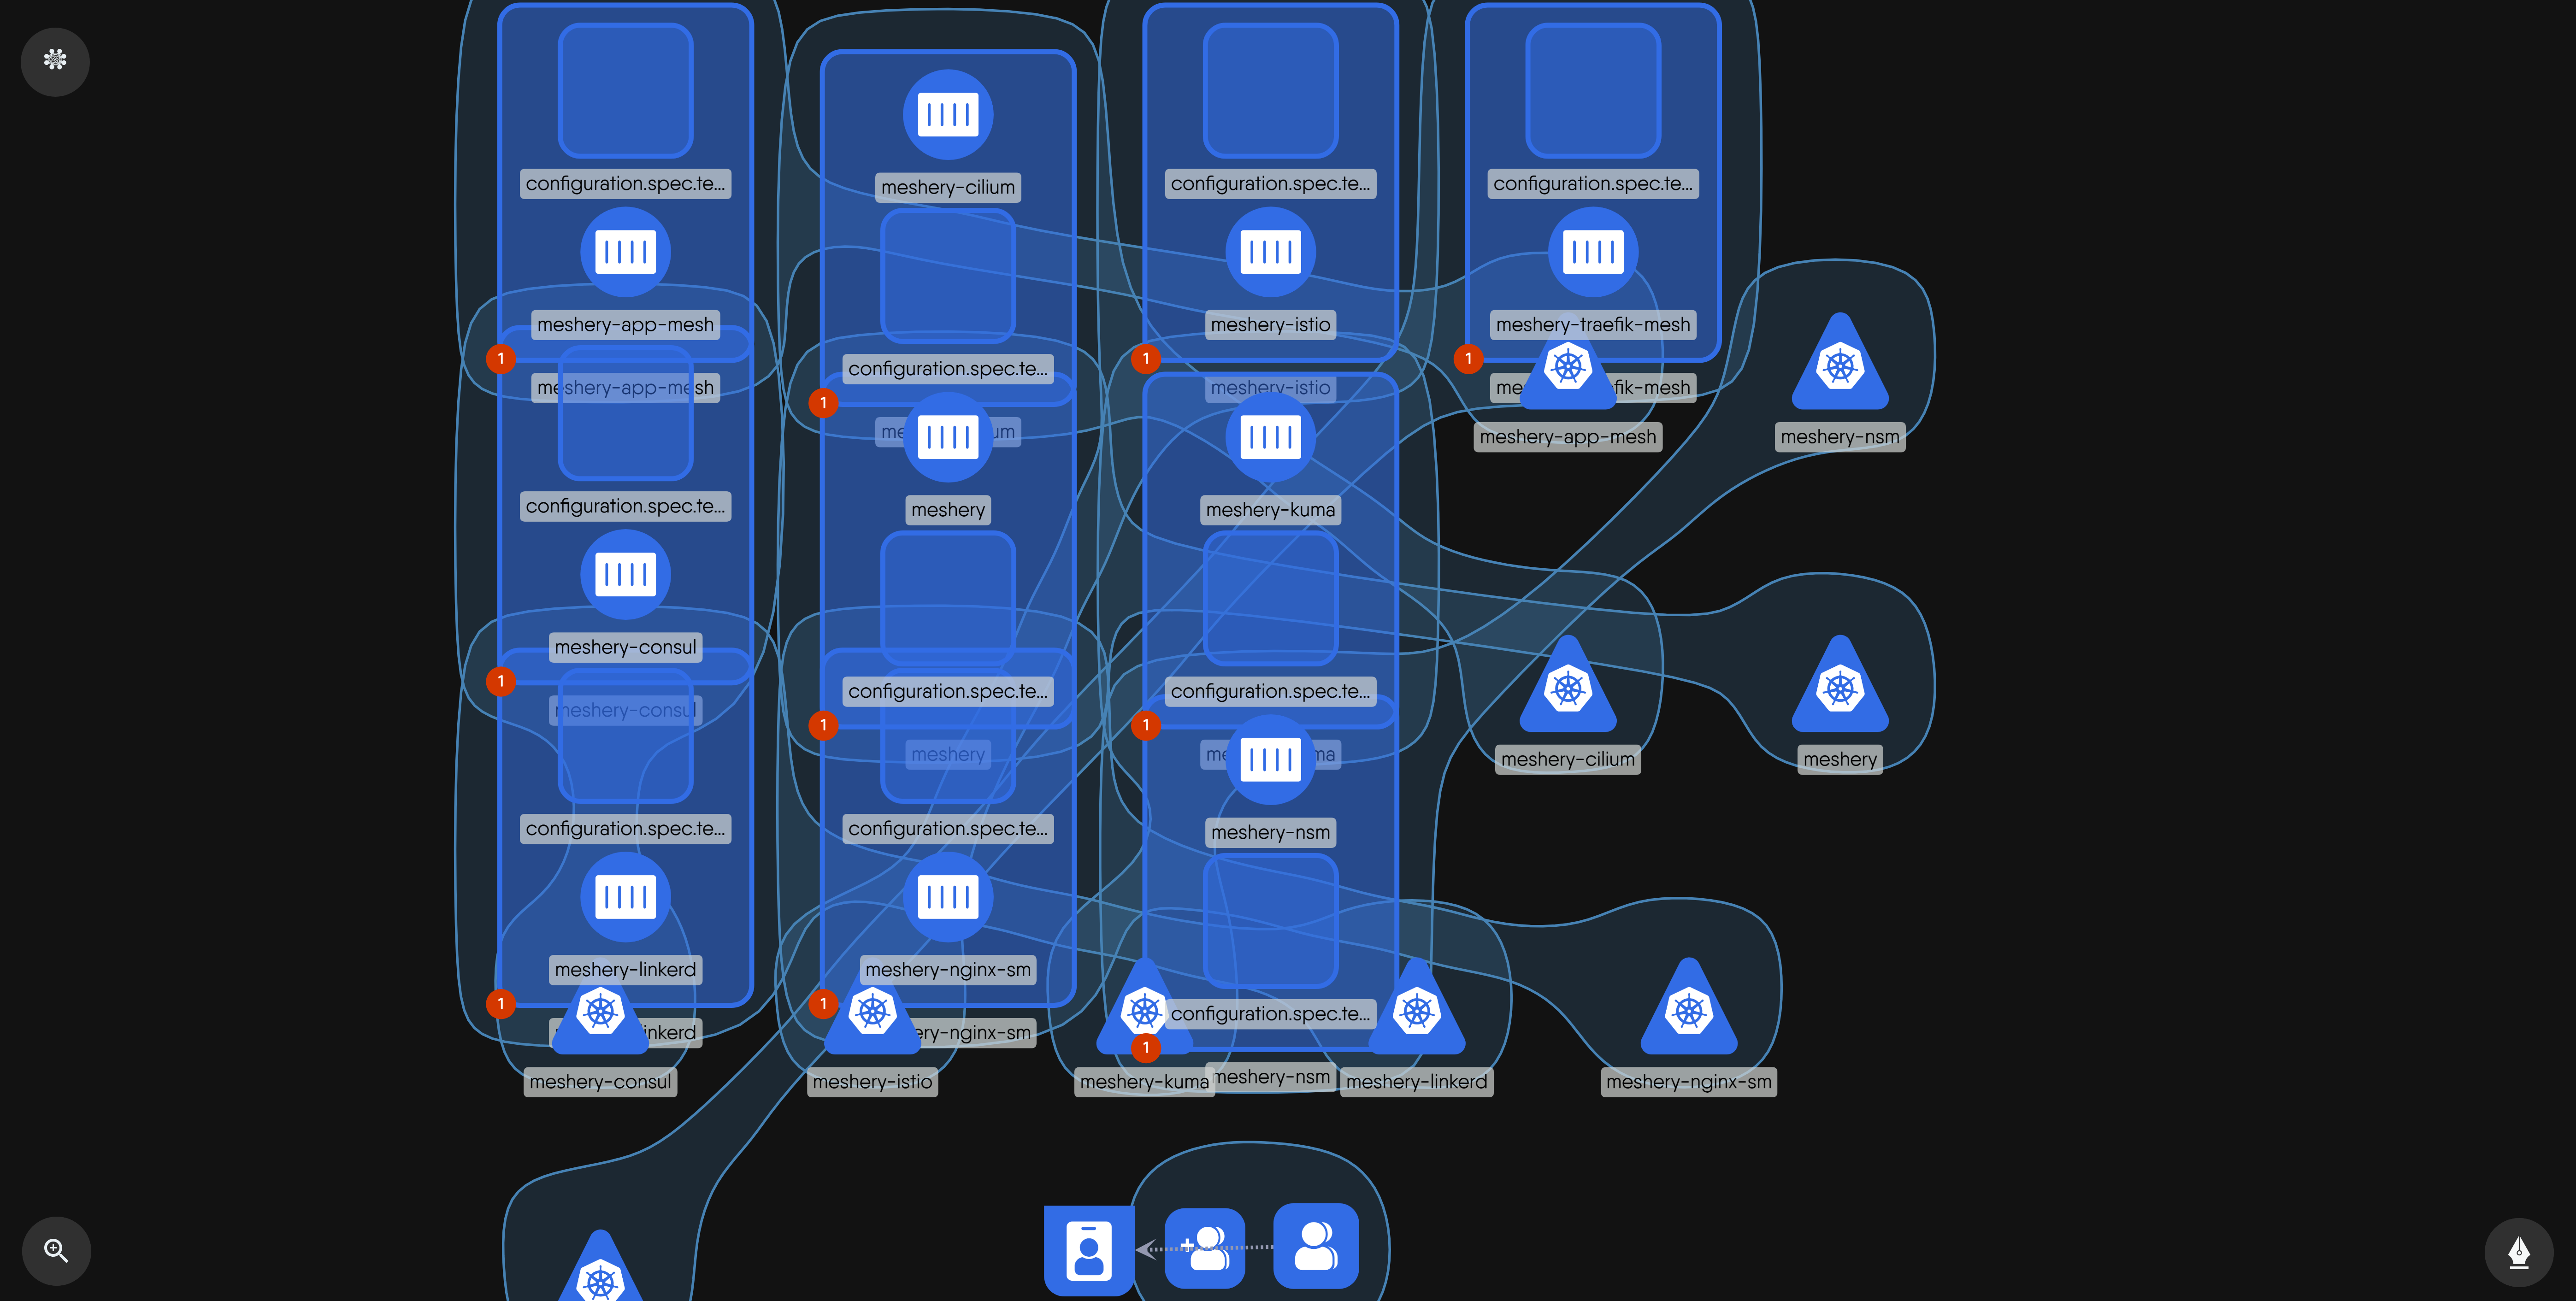 configuration.spec.te...
meshery-app-mesh
1
meshery-app-mesh
configuration.spec.te...
meshery-consul
1
meshery-consul
configuration.spec.te...
meshery-linkerd
1
inkerd
meshery-consul
meshery-cilium
configuration.spec.te...
1
me um
meshery
configuration.spec.te...
1
meshery
configuration.spec.te...
meshery-nginx-sm
1
ery-nginx-sm
meshery-istio
configuration.spec.te...
meshery-istio
1
meshery-istio
meshery-kuma
configuration.spec.te...
1
me ma
meshery-nsm
configuration.spec.te...
1
meshery-kuma
meshery-nsm
meshery-linkerd
configuration.spec.te...
meshery-traefik-mesh
1
me fik-mesh
meshery-app-mesh
meshery-nsm
meshery-cilium
meshery
meshery-nginx-sm